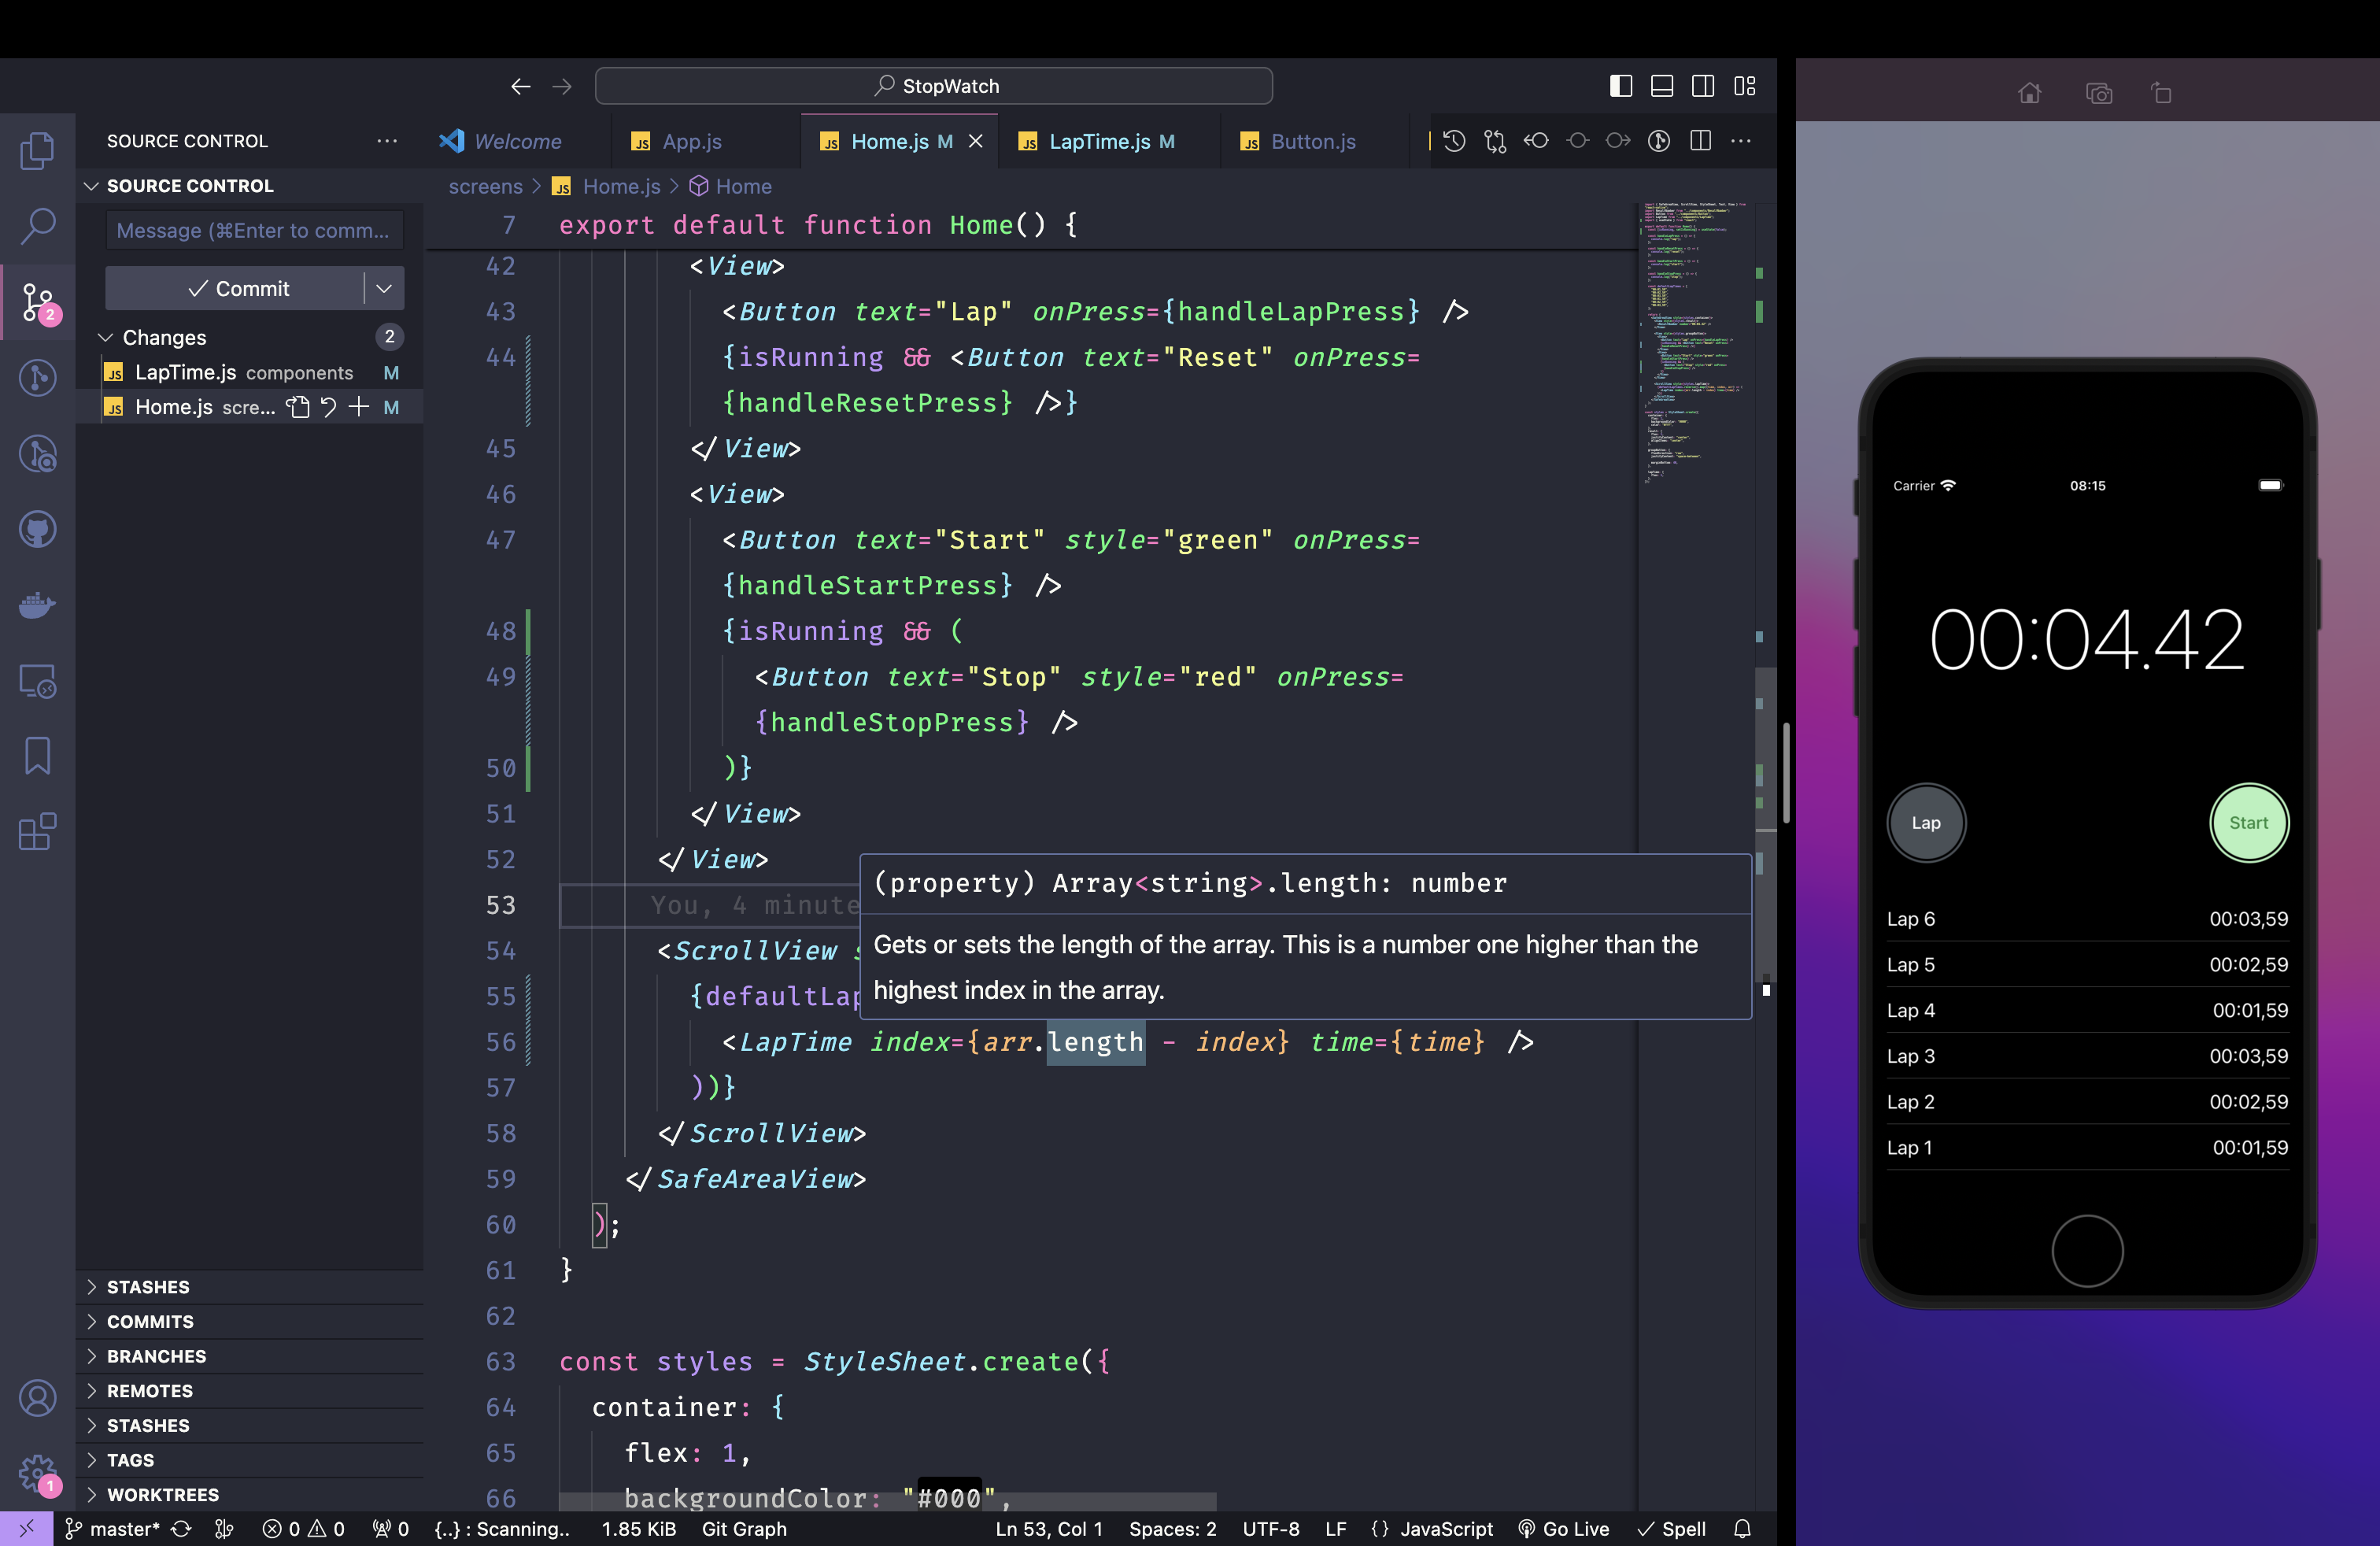 StopWatch
SOURCE CONTROL
Welcome
App.js
Home.js M
LapTime.js M
Button.js
SOURCE CONTROL
Message (⌘Enter to comm...
Commit
Changes 2
LapTime.js components M
Home.js scre... M
2
STASHES
COMMITS
BRANCHES
REMOTES
STASHES
TAGS
WORKTREES
1
screens > Home.js > Home
7 export default function Home() {
42 <View>
43 <Button text="Lap" onPress={handleLapPress} />
44 {isRunning && <Button text="Reset" onPress=
{handleResetPress} />}
45 </View>
46 <View>
47 <Button text="Start" style="green" onPress=
{handleStartPress} />
48 {isRunning && (
49 <Button text="Stop" style="red" onPress=
{handleStopPress} />
50 )}
51 </View>
52 </View>
53 You, 4 minute
54 <ScrollView s
55 {defaultLap
56 <LapTime index={arr.length - index} time={time} />
57 ))}
58 </ScrollView>
59 </SafeAreaView>
60 );
61 }
62
63 const styles = StyleSheet.create({
64 container: {
65 flex: 1,
66 backgroundColor: "#000",
(property) Array<string>.length: number
Gets or sets the length of the array. This is a number one higher than the
highest index in the array.
master* 0 0 0 {..} : Scanning.. 1.85 KiB Git Graph Ln 53, Col 1 Spaces: 2 UTF-8 LF {} JavaScript Go Live Spell
Carrier 08:15
00:04.42
Lap Start
Lap 6 00:03,59
Lap 5 00:02,59
Lap 4 00:01,59
Lap 3 00:03,59
Lap 2 00:02,59
Lap 1 00:01,59